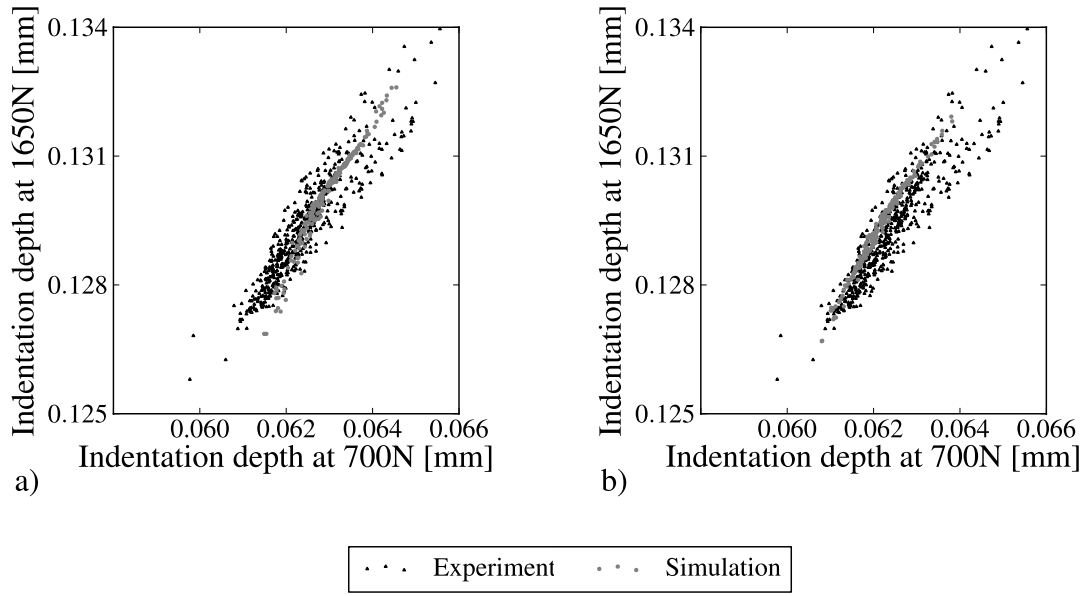 0.134
0.131
0.128
0.125
Indentation depth at 1650N [mm]
0.060 0.062 0.064 0.066
Indentation depth at 700N [mm]
a)
0.134
0.131
0.128
0.125
Indentation depth at 1650N [mm]
0.060 0.062 0.064 0.066
Indentation depth at 700N [mm]
b)
Experiment Simulation